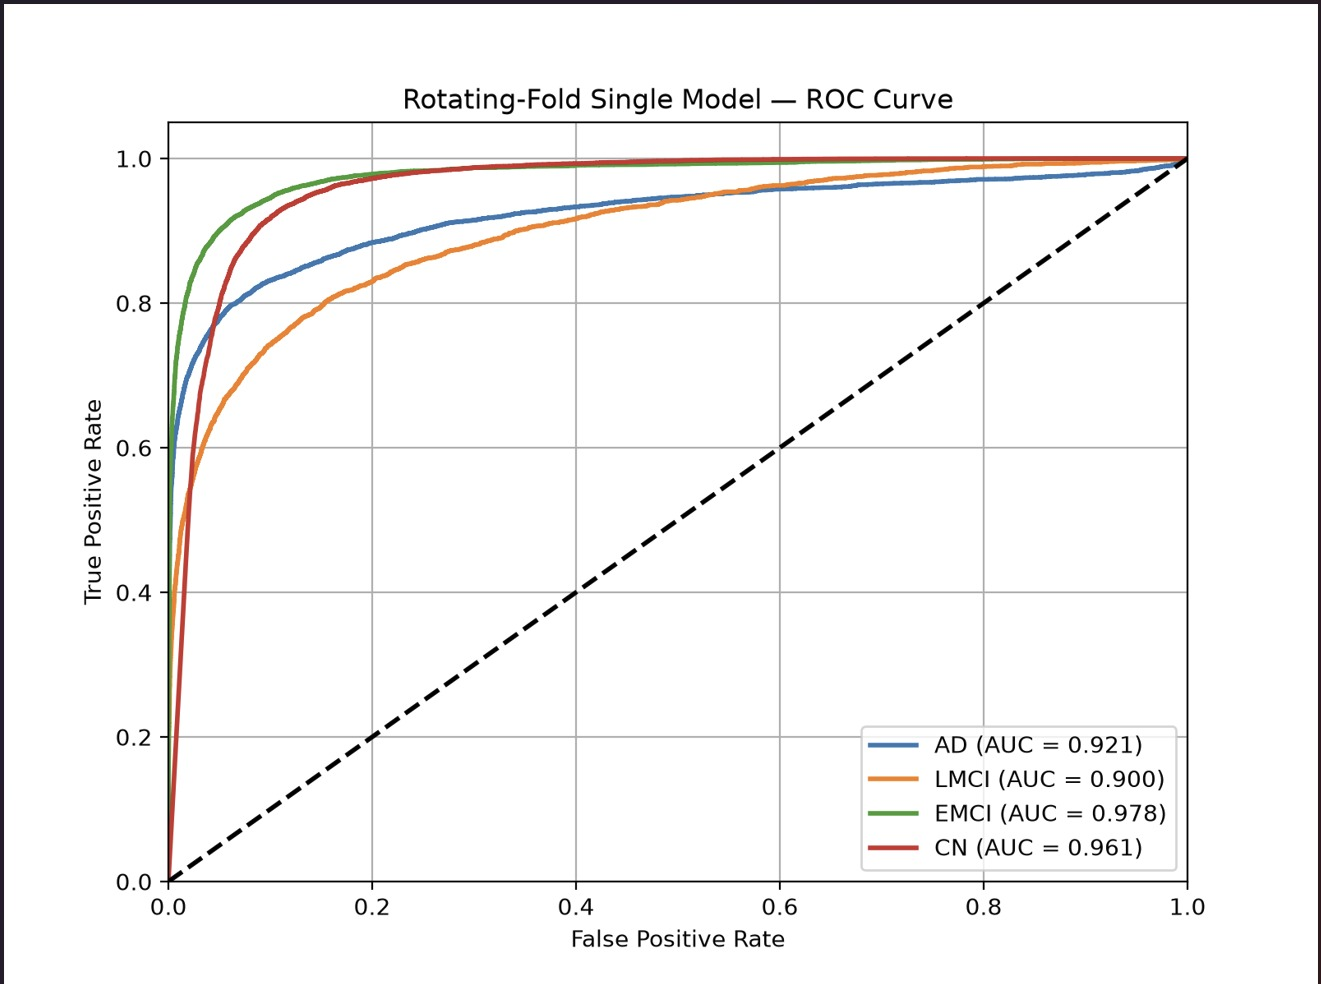 Rotating-Fold Single Model — ROC Curve
True Positive Rate
1.0
0.8
0.6
0.4
0.2
0.0
0.0 0.2 0.4 0.6 0.8 1.0
False Positive Rate
AD (AUC = 0.921)
LMCI (AUC = 0.900)
EMCI (AUC = 0.978)
CN (AUC = 0.961)